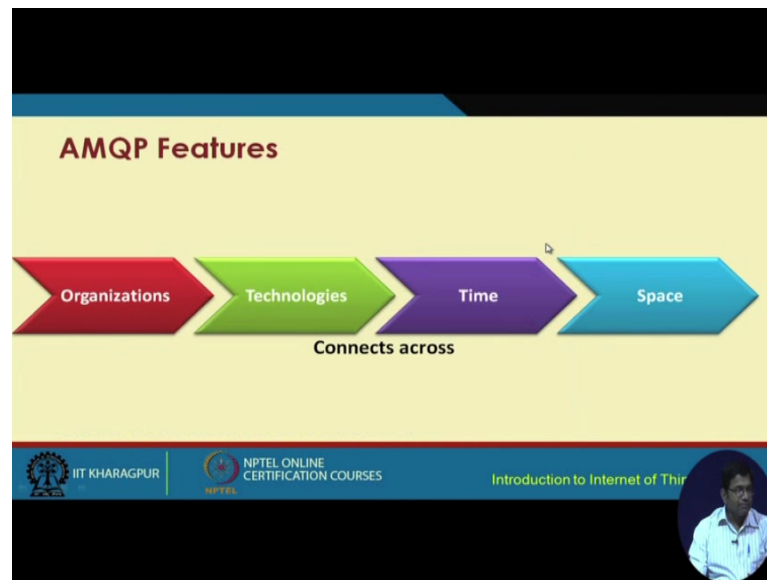 AMQP Features
Organizations
Technologies
Time
Space
Connects across
IIT KHARAGPUR
NPTEL
NPTEL ONLINE
CERTIFICATION COURSES
Introduction to Internet of